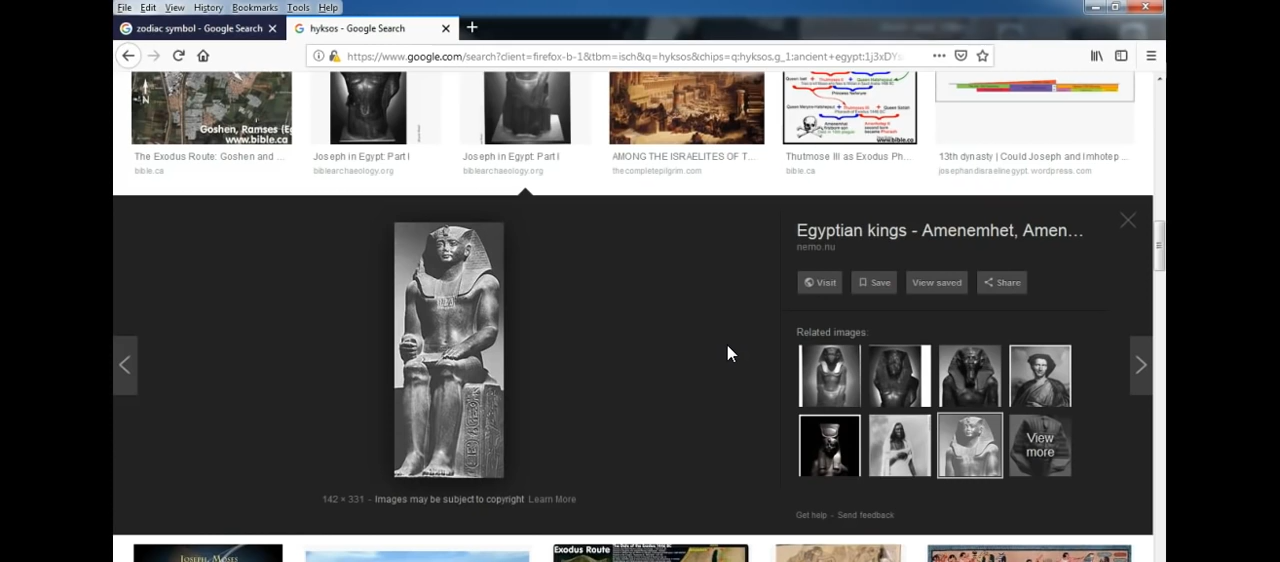 File Edit View History Bookmarks Tools Help
zodiac symbol - Google Search
hyksos - Google Search
https://www.google.com/search?client=firefox-b-1&tbm=isch&q=hyksos&chips=q:hyksos,g_1:ancient+egypt:1j3xDY
Goshen, Ramses (Eg
www.bible.ca
The Exodus Route: Goshen and ...
bible.ca
Joseph in Egypt: Part I
biblearchaeology.org
Joseph in Egypt: Part I
biblearchaeology.org
AMONG THE ISRAELITES OF T...
thecompletepilgrim.com
Thutmose III as Exodus Ph...
bible.ca
13th dynasty | Could Joseph and Imhotep ...
josephandisraelinegypt.wordpress.com
Egyptian kings - Amenemhet, Amen...
nemo.nu
Visit Save View saved Share
Related images:
View
more
142 × 331 - Images may be subject to copyright Learn More
Get help - Send feedback
JOSEPH MOSES
Exodus Route